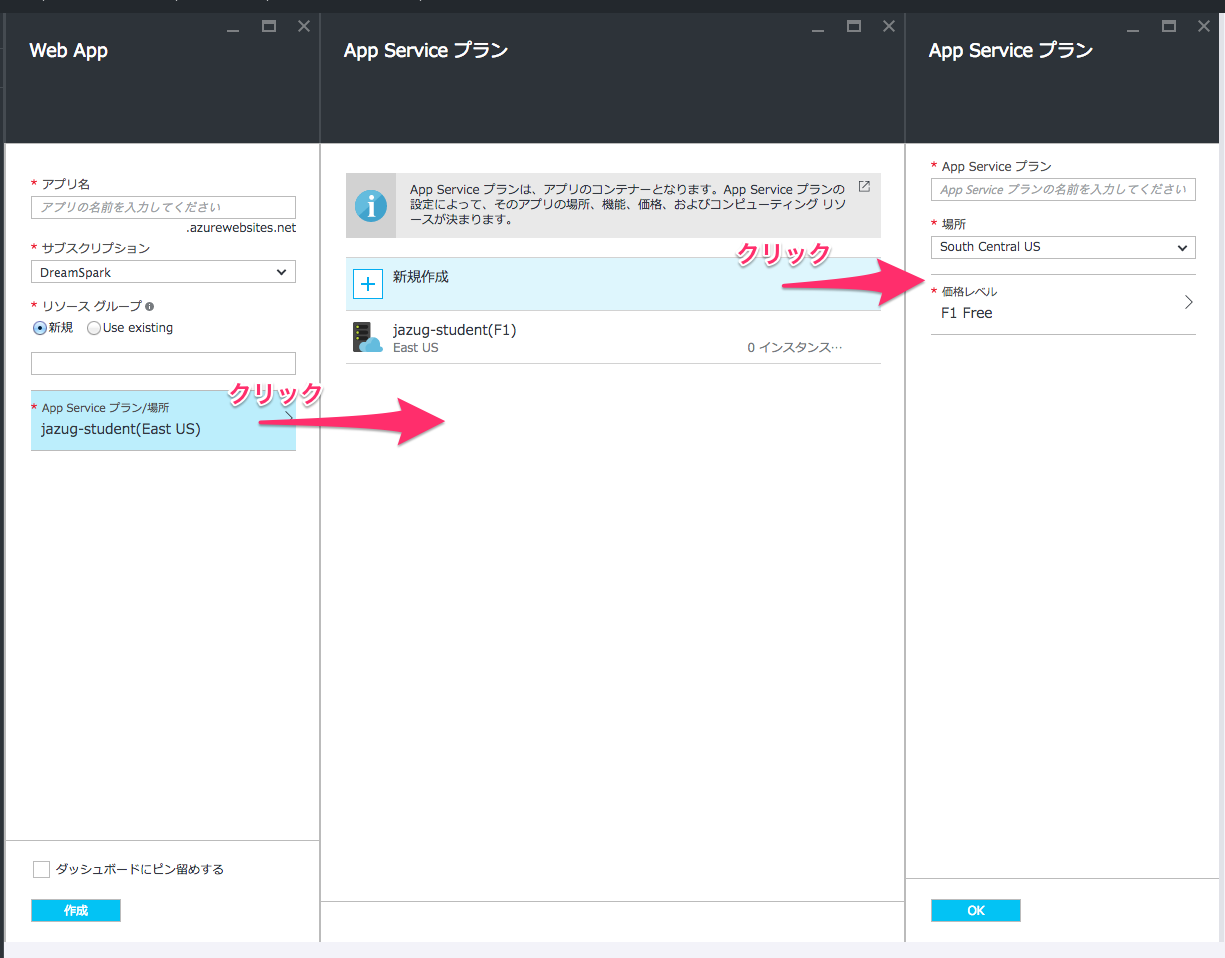 Web App
* アプリ名
アプリの名前を入力してください
.azurewebsites.net
* サブスクリプション
DreamSpark
* リソース グループ
新規 Use existing
クリック
* App Service プラン/場所
jazug-student(East US)
ダッシュボードにピン留めする
作成
App Service プラン
App Service プランは、アプリのコンテナーとなります。App Service プランの
設定によって、そのアプリの場所、機能、価格、およびコンピューティング リソ
ースが決まります。
クリック
新規作成
jazug-student(F1)
East US
0 インスタンス…
App Service プラン
* App Service プラン
App Service プランの名前を入力してください
* 場所
South Central US
* 価格レベル
F1 Free
OK